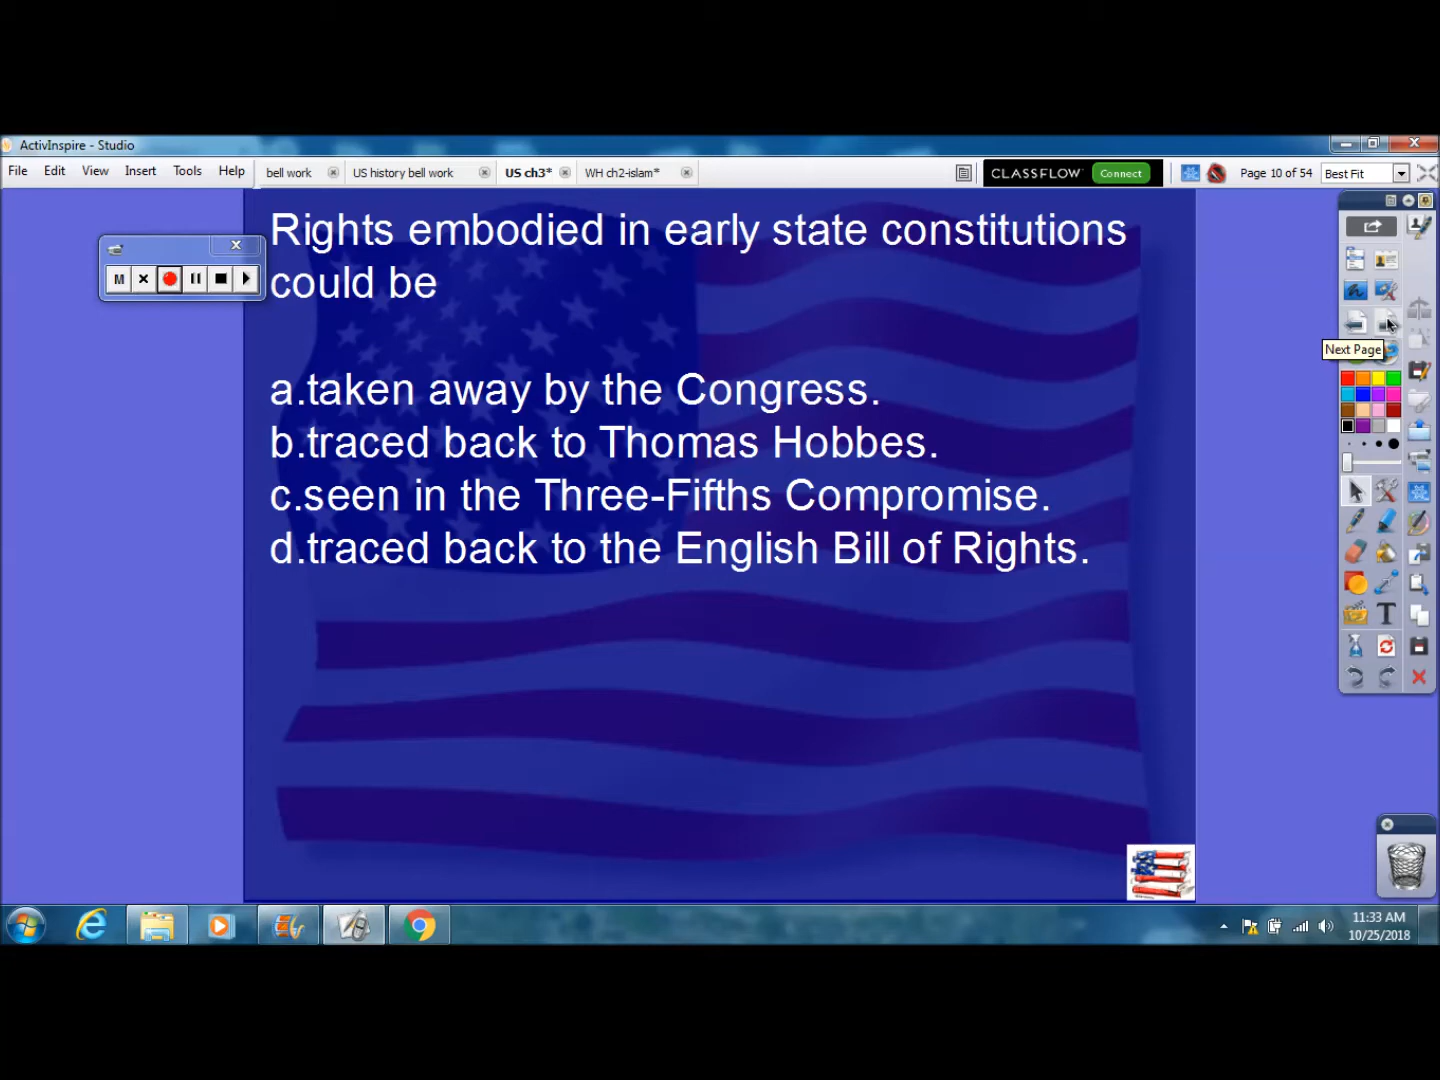 ActivInspire - Studio
File Edit View Insert Tools Help
bell work US history bell work US ch3* WH ch2-islam*
CLASSFLOW Connect
Page 10 of 54 Best Fit
Rights embodied in early state constitutions
could be
M
Next Page
a.taken away by the Congress.
b.traced back to Thomas Hobbes.
c.seen in the Three-Fifths Compromise.
d.traced back to the English Bill of Rights.
T
11:33 AM
10/25/2018